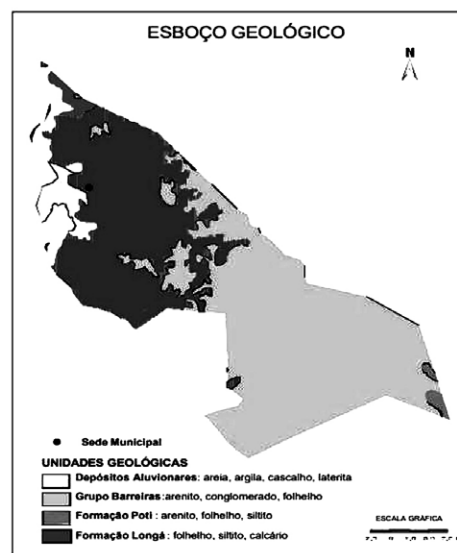 ESBOÇO GEOLÓGICO
N
Sede Municipal
UNIDADES GEOLÓGICAS
Depósitos Aluvionares: areia, argila, cascalho, laterita
Grupo Barreiras: arenito, conglomerado, folhelho
Formação Poti: arenito, folhelho, siltito
Formação Longá: folhelho, siltito, calcário
ESCALA GRÁFICA